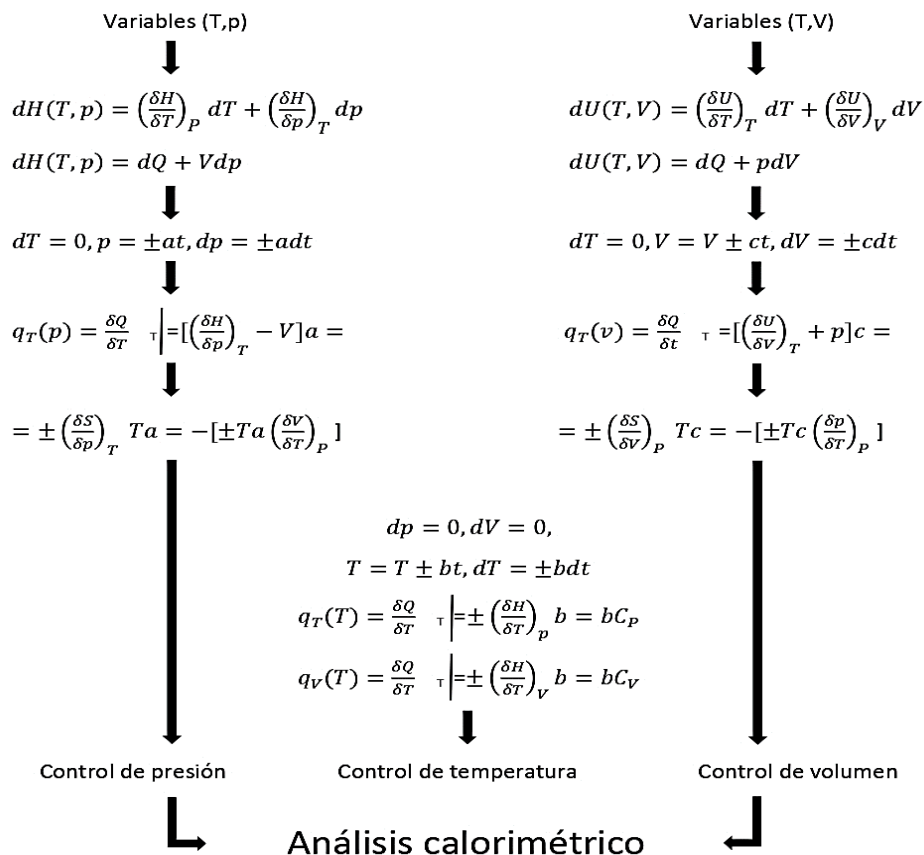 Variables (T,p)
dH(T, p) = (δH/δT)_P dT + (δH/δp)_T dp
dH(T, p) = dQ + Vdp
dT = 0, p = ±at, dp = ±adt
q_T(p) = δQ/δT _T|=[(δH/δp)_T − V]a =
= ± (δS/δp)_T Ta = −[±Ta (δV/δT)_P ]
Variables (T,V)
dU(T, V) = (δU/δT)_T dT + (δU/δV)_V dV
dU(T, V) = dQ + pdV
dT = 0, V = V ± ct, dV = ±cdt
q_T(v) = δQ/δt _T =[(δU/δV)_T + p]c =
= ± (δS/δV)_P Tc = −[±Tc (δp/δT)_P ]
dp = 0, dV = 0,
T = T ± bt, dT = ±bdt
q_T(T) = δQ/δT _T|=± (δH/δT)_p b = bC_P
q_V(T) = δQ/δT _T|=± (δH/δT)_V b = bC_V
Control de presión
Control de temperatura
Control de volumen
Análisis calorimétrico